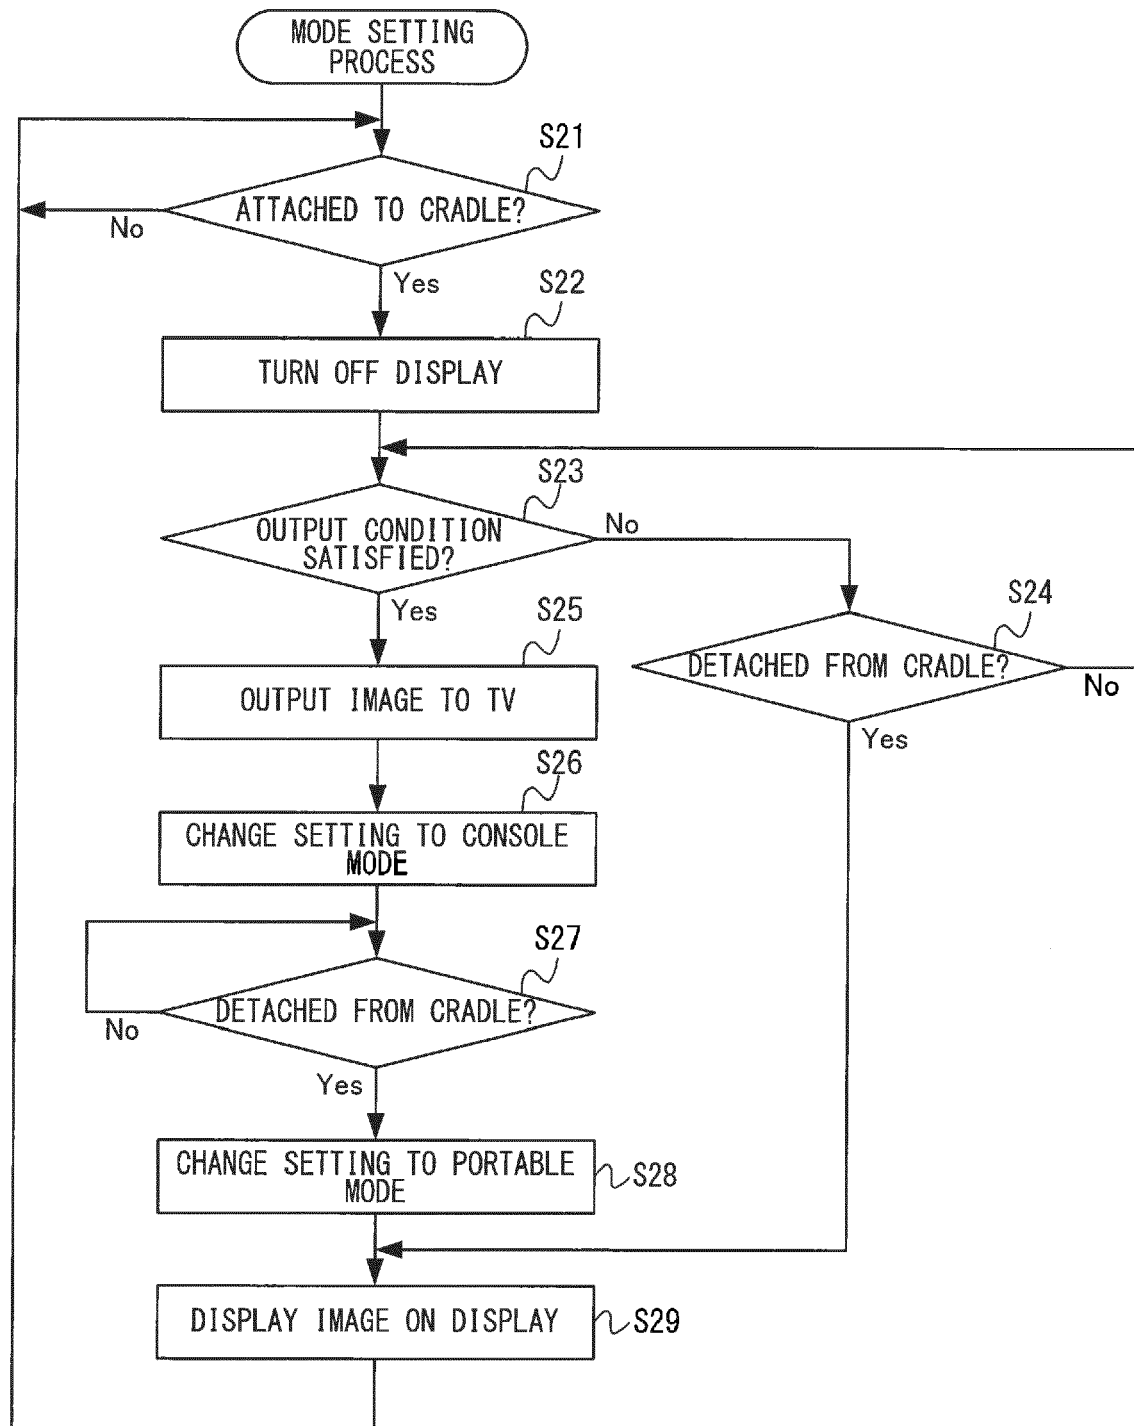 MODE SETTING
PROCESS
S21
ATTACHED TO CRADLE?
No
Yes
S22
TURN OFF DISPLAY
S23
OUTPUT CONDITION
SATISFIED?
No
Yes
S24
DETACHED FROM CRADLE?
No
Yes
S25
OUTPUT IMAGE TO TV
S26
CHANGE SETTING TO CONSOLE
MODE
S27
DETACHED FROM CRADLE?
No
Yes
CHANGE SETTING TO PORTABLE
MODE
S28
DISPLAY IMAGE ON DISPLAY
S29